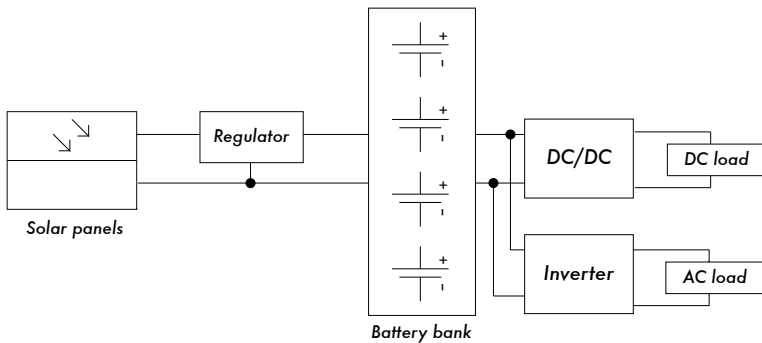 +
-
+
-
Regulator
DC/DC
DC load
+
-
Solar panels
+
-
Inverter
AC load
Battery bank